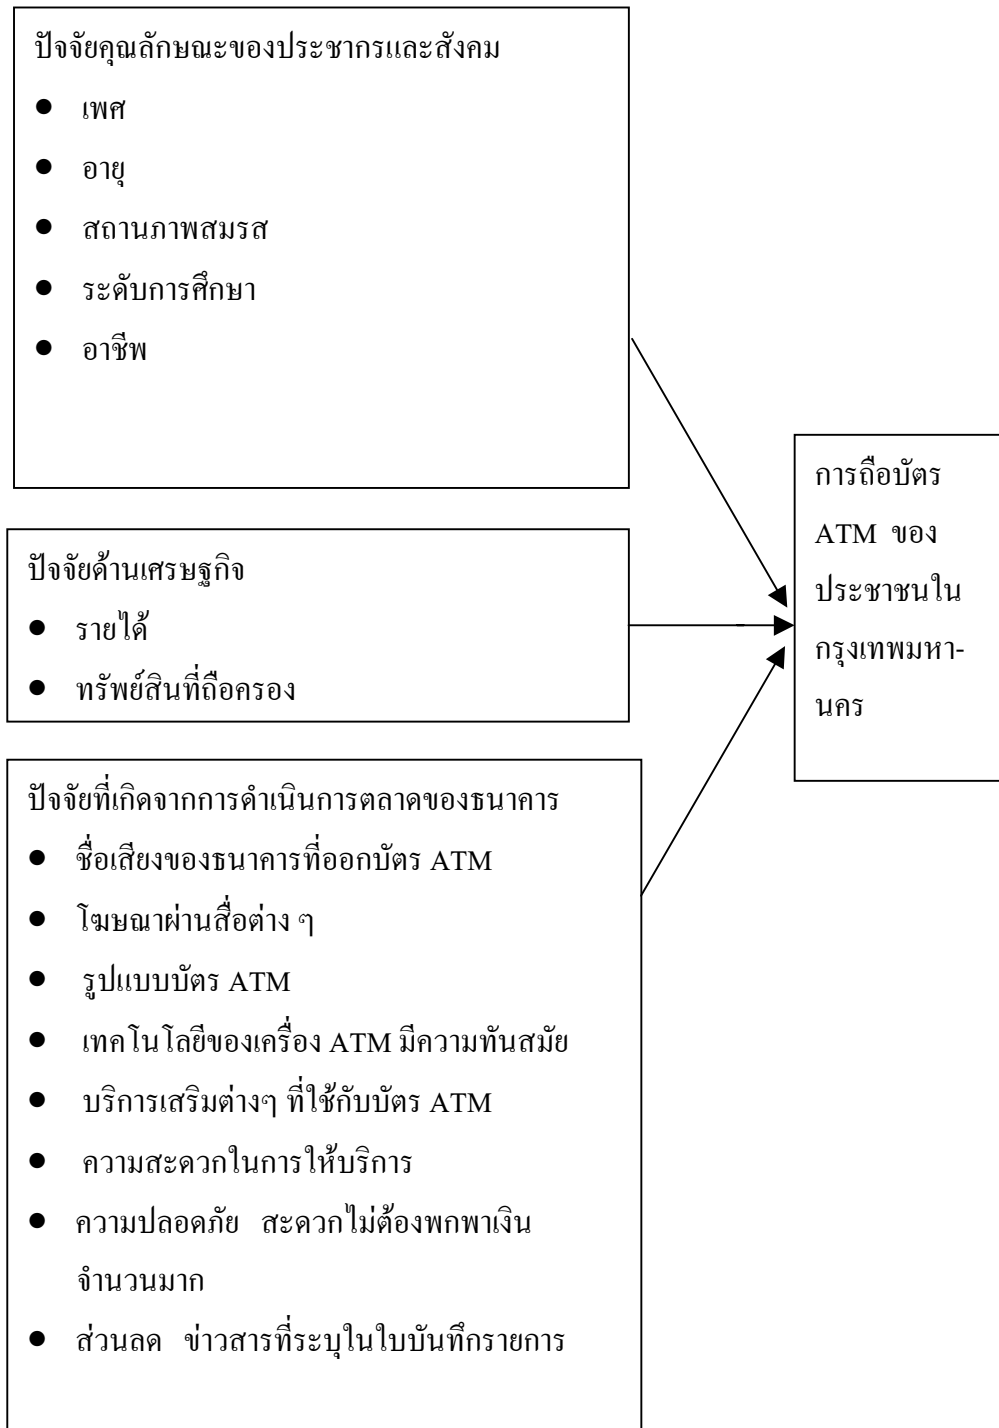 ปัจจัยคุณลักษณะของประชากรและสังคม
● เพศ
● อายุ
● สถานภาพสมรส
● ระดับการศึกษา
● อาชีพ
ปัจจัยด้านเศรษฐกิจ
● รายได้
● ทรัพย์สินที่ถือครอง
ปัจจัยที่เกิดจากการดำเนินการตลาดของธนาคาร
● ชื่อเสียงของธนาคารที่ออกบัตร ATM
● โฆษณาผ่านสื่อต่าง ๆ
● รูปแบบบัตร ATM
● เทคโนโลยีของเครื่อง ATM มีความทันสมัย
● บริการเสริมต่างๆ ที่ใช้กับบัตร ATM
● ความสะดวกในการให้บริการ
● ความปลอดภัย สะดวกไม่ต้องพกพาเงิน
จำนวนมาก
● ส่วนลด ข่าวสารที่ระบุในใบบันทึกรายการ
การถือบัตร
ATM ของ
ประชาชนใน
กรุงเทพมหา-
นคร